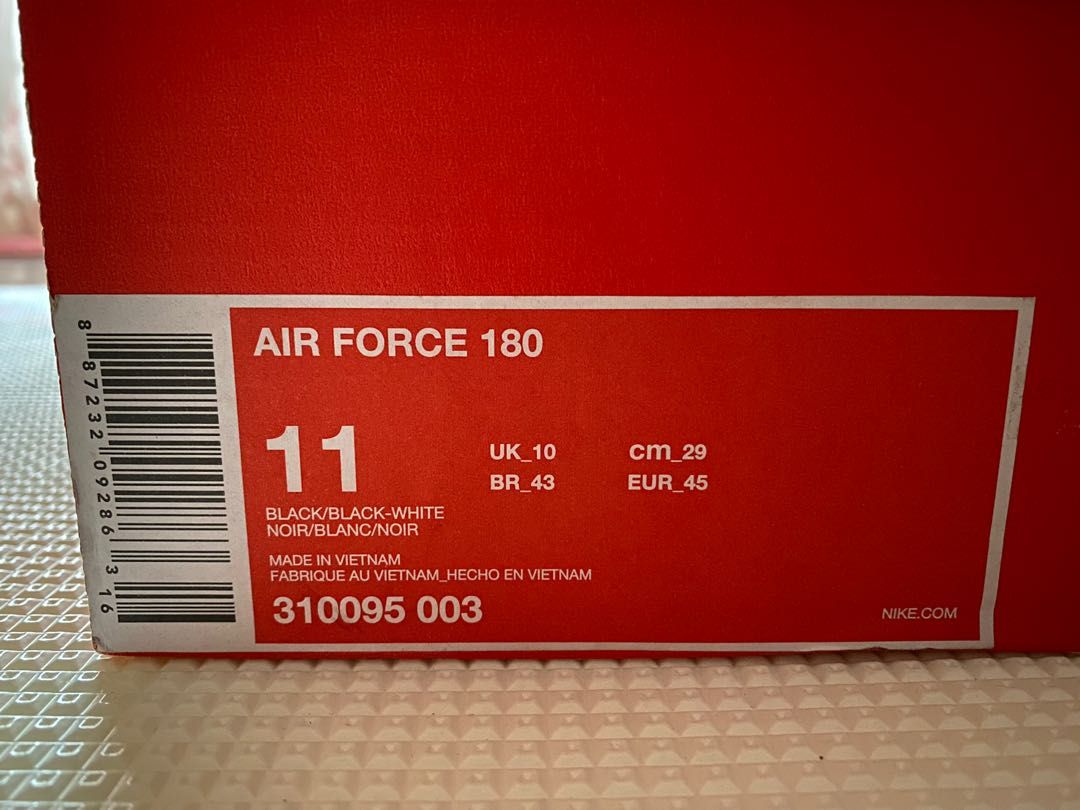 AIR FORCE 180
11
UK_10 cm_29
BR_43 EUR_45
BLACK/BLACK-WHITE
NOIR/BLANC/NOIR
MADE IN VIETNAM
FABRIQUE AU VIETNAM_HECHO EN VIETNAM
310095 003
NIKE.COM
8 87232 09286 3 16